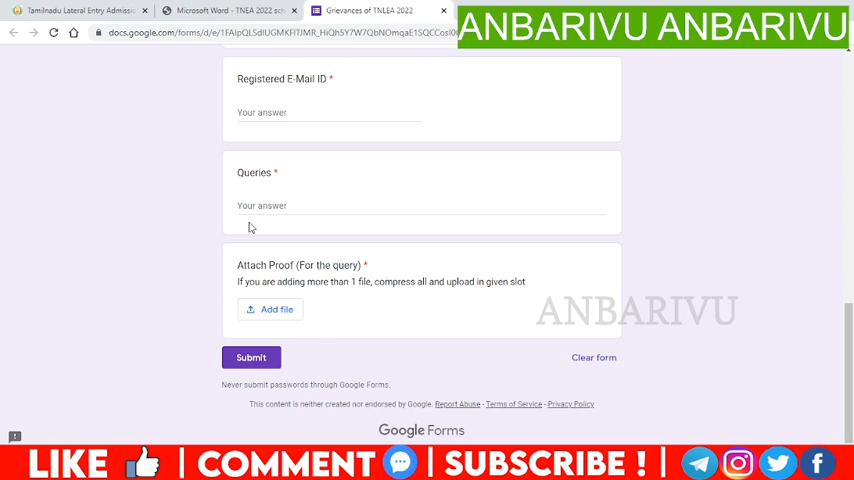 Tamilnadu Lateral Entry Admissio
Microsoft Word - TNEA 2022 sch
Grievances of TNLEA 2022
ANBARIVU ANBARIVU
Registered E-Mail ID *
Your answer
Queries *
Your answer
Attach Proof (For the query) *
If you are adding more than 1 file, compress all and upload in given slot
Add file
ANBARIVU
Submit
Clear form
Never submit passwords through Google Forms.
This content is neither created nor endorsed by Google. Report Abuse - Terms of Service - Privacy Policy
Google Forms
LIKE | COMMENT | SUBSCRIBE ! |